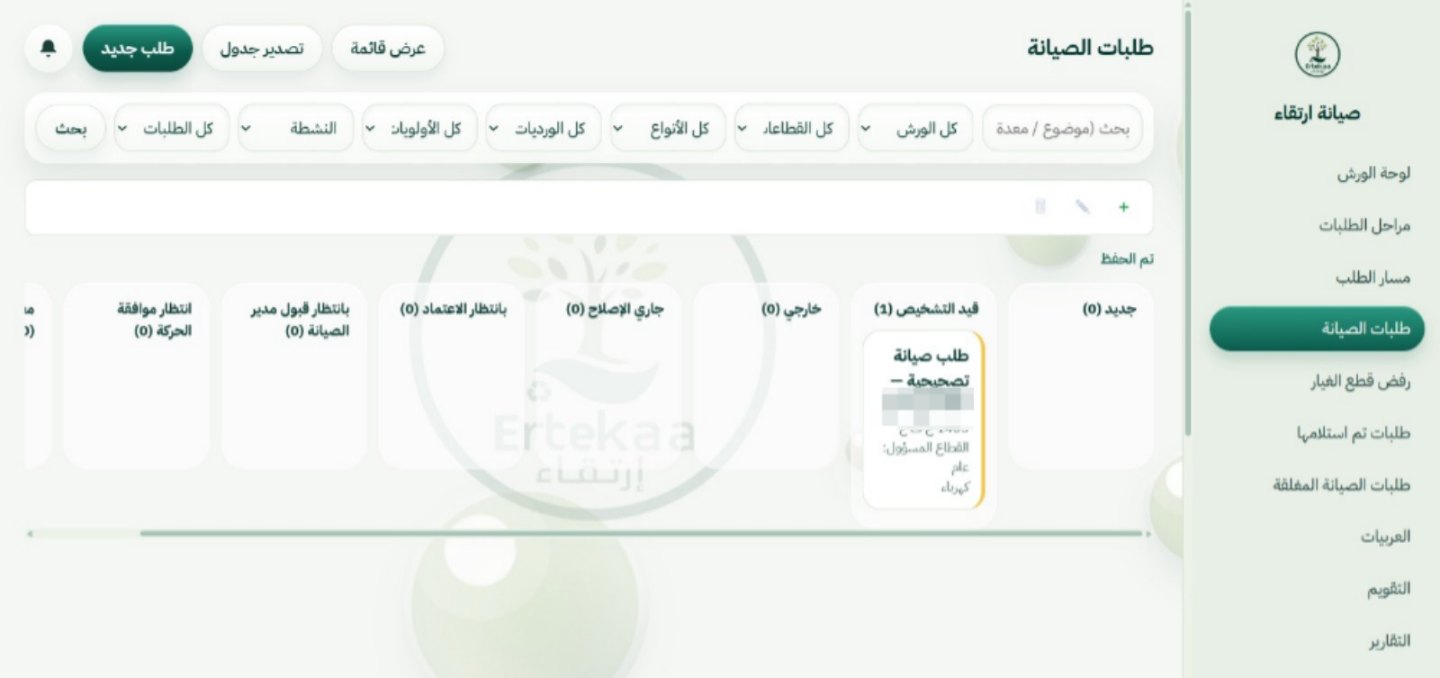 Ertekaa
صيانة ارتقاء
لوحة الورش
مراحل الطلبات
مسار الطلب
طلبات الصيانة
رفض قطع الغيار
طلبات تم استلامها
طلبات الصيانة المغلقة
العربيات
التقويم
التقارير
طلبات الصيانة
عرض قائمة
تصدير جدول
طلب جديد
بحث (موضوع / معدة
كل الورش
كل القطاعا
كل الأنواع
كل الورديات
كل الأولويات
النشطة
كل الطلبات
بحث
+
تم الحفظ
جديد (0)
قيد التشخيص (1)
طلب صيانة
تصحيحية –
القطاع المسؤول:
عام
كهرباء
خارجي (0)
جاري الإصلاح (0)
بانتظار الاعتماد (0)
بانتظار قبول مدير
الصيانة (0)
انتظار موافقة
الحركة (0)
Ertekaa
إرتقاء